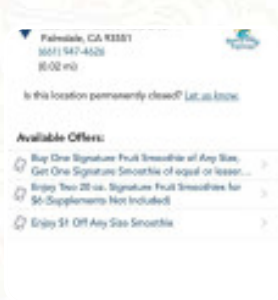 Palmdale, CA 93551
(661) 947-4626
(0.02 mi)
Is this location permanently closed? Let us know.
Available Offers:
Buy One Signature Fruit Smoothie of Any Size,
Get One Signature Smoothie of equal or lesser...
Enjoy Two 20 oz. Signature Fruit Smoothies for
$6 (Supplements Not Included)
Enjoy $1 Off Any Size Smoothie